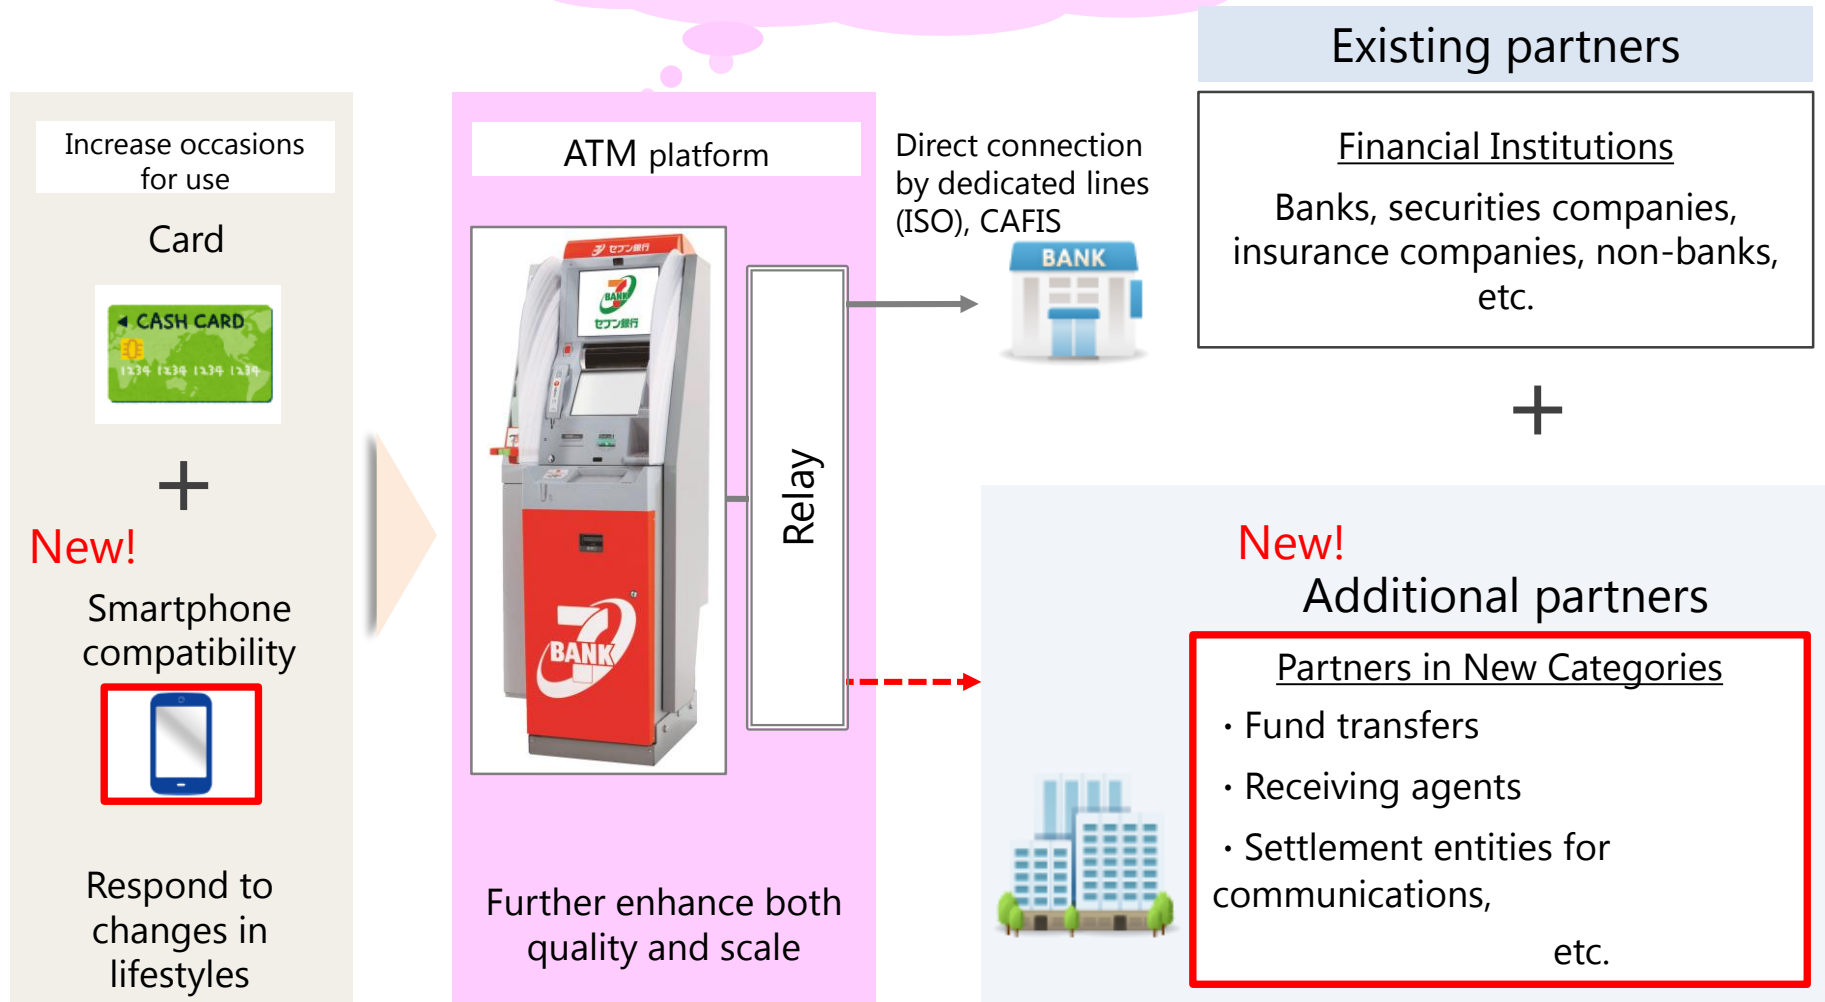 Increase occasions
for use
Card
CASH CARD
1234 1234 1234 1234
+
New!
Smartphone
compatibility
Respond to
changes in
lifestyles
ATM platform
セブン銀行
7
BANK
セブン銀行
7
BANK
Relay
Further enhance both
quality and scale
Direct connection
by dedicated lines
(ISO), CAFIS
BANK
Existing partners
Financial Institutions
Banks, securities companies,
insurance companies, non-banks,
etc.
+
New!
Additional partners
Partners in New Categories
・Fund transfers
・Receiving agents
・Settlement entities for
communications,
etc.